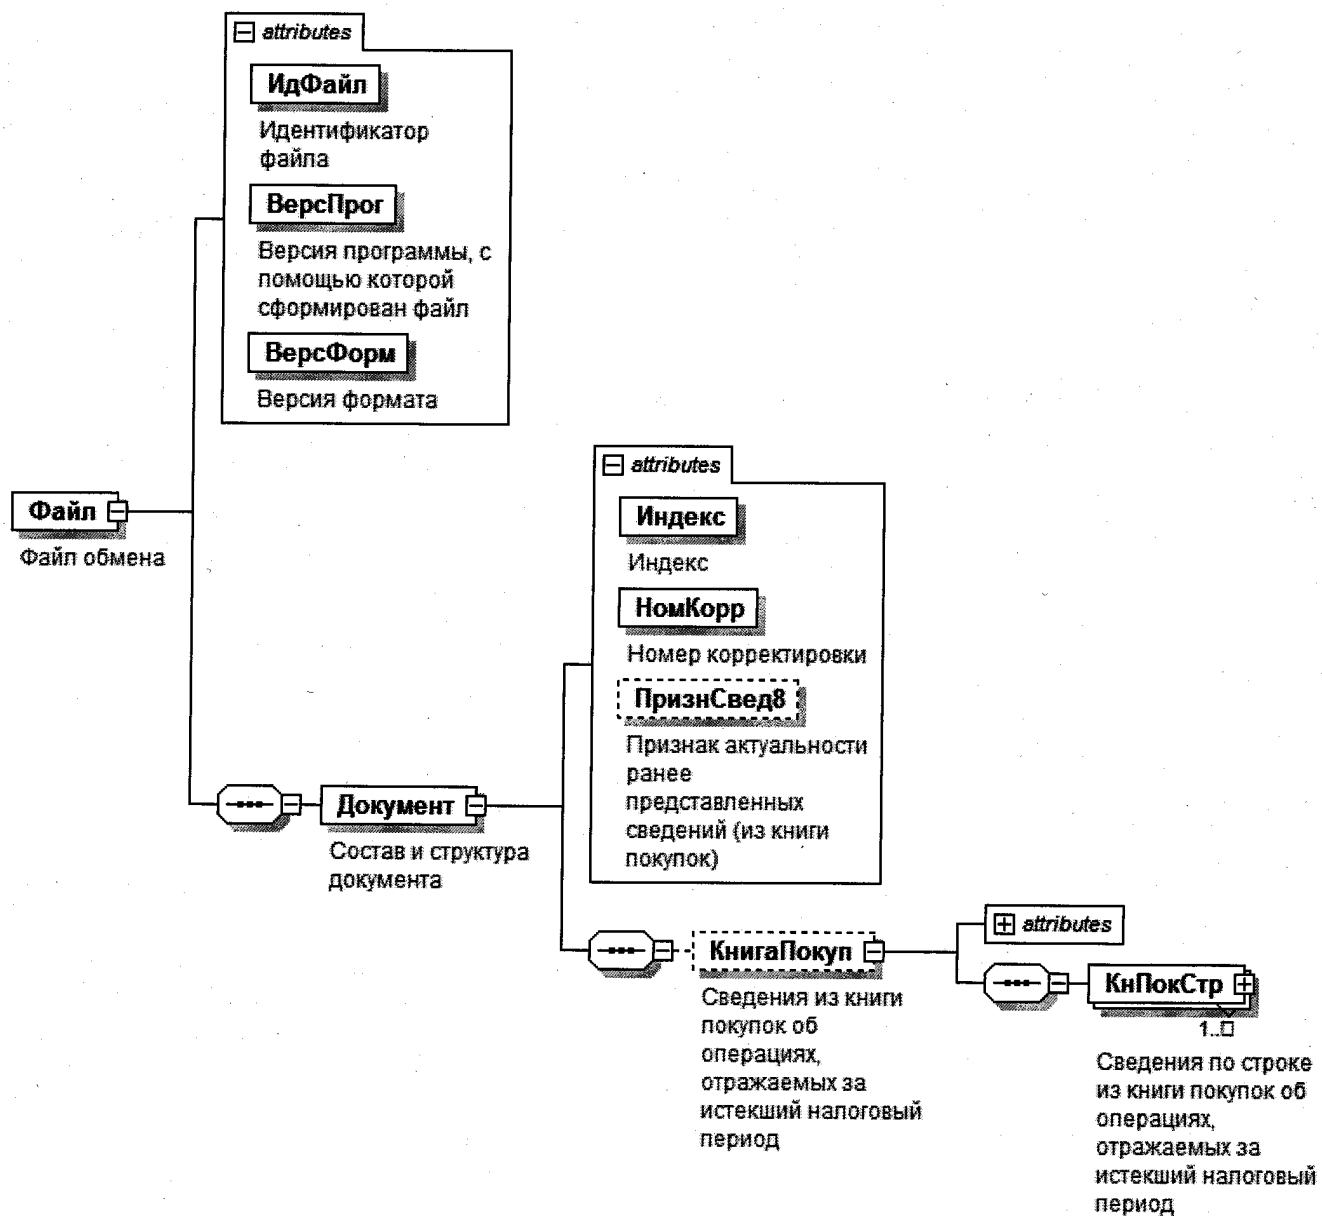 attributes
ИдФайл
Идентификатор
файла
ВерсПрог
Версия программы, с
помощью которой
сформирован файл
ВерсФорм
Версия формата
Файл
Файл обмена
attributes
Индекс
Индекс
НомКорр
Номер корректировки
ПризнСвед8
Признак актуальности
ранее
представленных
сведений (из книги
покупок)
Документ
Состав и структура
документа
attributes
КнигаПокуп
Сведения из книги
покупок об
операциях,
отражаемых за
истекший налоговый
период
КнПокСтр
1..□
Сведения по строке
из книги покупок об
операциях,
отражаемых за
истекший налоговый
период